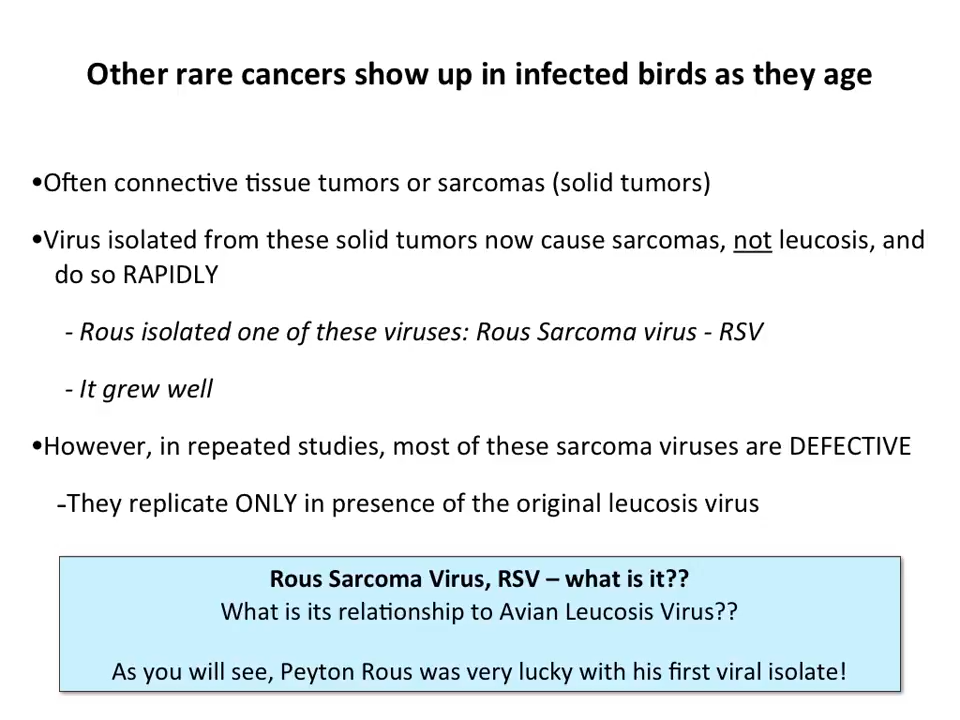 Other rare cancers show up in infected birds as they age
•Often connective tissue tumors or sarcomas (solid tumors)
•Virus isolated from these solid tumors now cause sarcomas, not leucosis, and
do so RAPIDLY
- Rous isolated one of these viruses: Rous Sarcoma virus - RSV
- It grew well
•However, in repeated studies, most of these sarcoma viruses are DEFECTIVE
-They replicate ONLY in presence of the original leucosis virus
Rous Sarcoma Virus, RSV – what is it??
What is its relationship to Avian Leucosis Virus??
As you will see, Peyton Rous was very lucky with his first viral isolate!